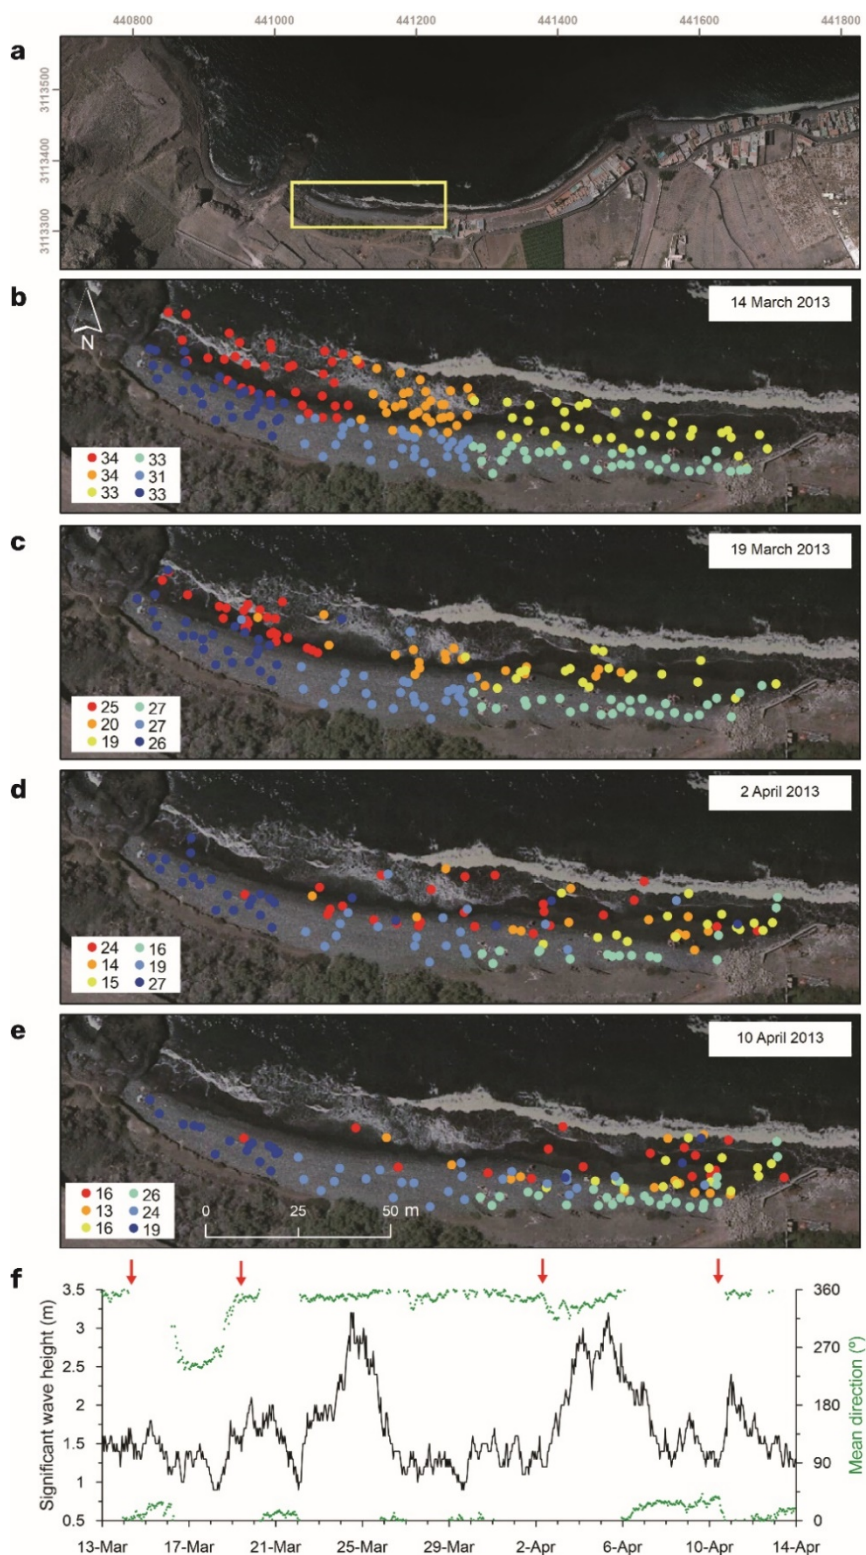 440800 441000 441200 441400 441600 441800
a
3113500
3113400
3113300
b
14 March 2013
N
34 33
34 31
33 33
c
19 March 2013
25 27
20 27
19 26
d
2 April 2013
24 16
14 19
15 27
e
10 April 2013
16 26
13 24
16 19
0 25 50 m
f
Significant wave height (m)
3.5
3
2.5
2
1.5
1
0.5
360
270
180
90
0
Mean direction (º)
13-Mar 17-Mar 21-Mar 25-Mar 29-Mar 2-Apr 6-Apr 10-Apr 14-Apr